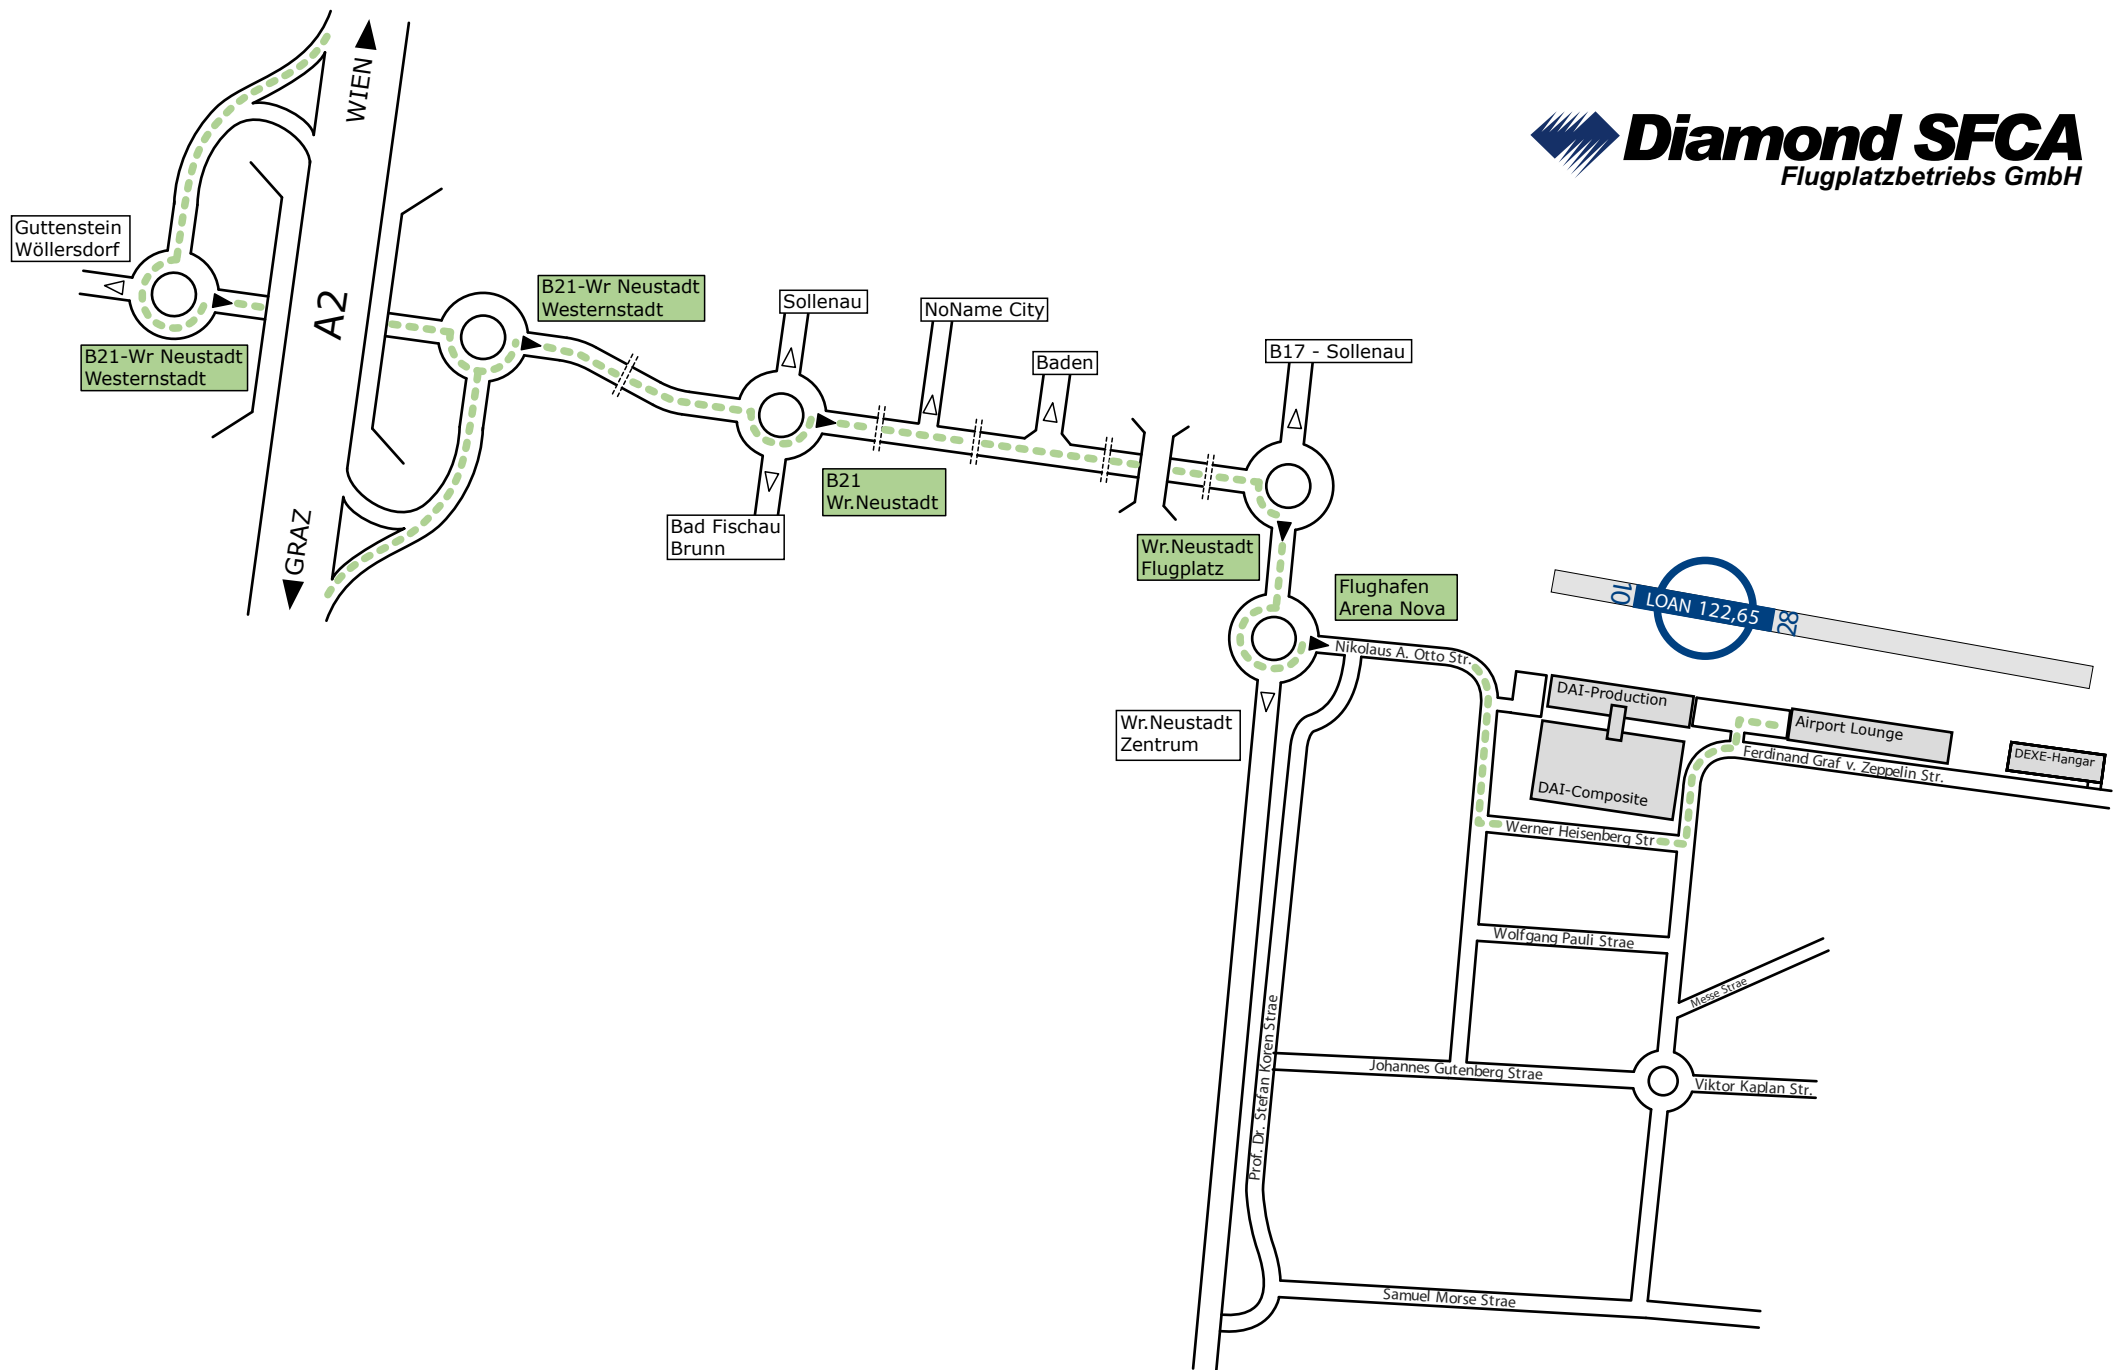 WIEN
Diamond SFCA
Flugplatzbetriebs GmbH
Guttenstein
Wöllersdorf
A2
B21-Wr Neustadt
Westernstadt
B21-Wr Neustadt
Westernstadt
Sollenau
NoName City
Baden
B17 - Sollenau
B21
Wr.Neustadt
Bad Fischau
Brunn
GRAZ
Wr.Neustadt
Flugplatz
Flughafen
Arena Nova
10
LOAN 122,65
28
Nikolaus A. Otto Str.
DAI-Production
Airport Lounge
DEXE-Hangar
Wr.Neustadt
Zentrum
Ferdinand Graf v. Zeppelin Str.
DAI-Composite
Werner Heisenberg Str
Wolfgang Pauli Strae
Messe Strae
Prof. Dr. Stefan Koren Strae
Johannes Gutenberg Strae
Viktor Kaplan Str.
Samuel Morse Strae